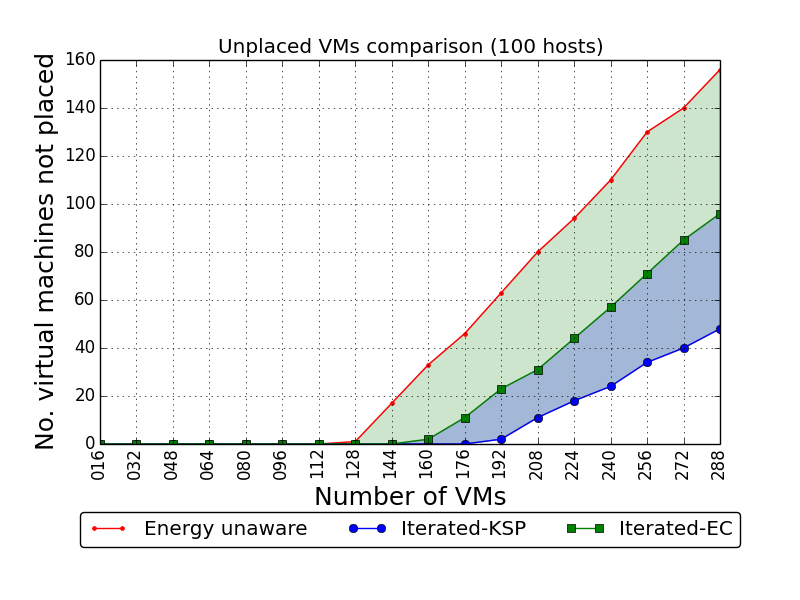 Unplaced VMs comparison (100 hosts)
No. virtual machines not placed
160
140
120
100
80
60
40
20
0
016 032 048 064 080 096 112 128 144 160 176 192 208 224 240 256 272 288
Number of VMs
Energy unaware Iterated-KSP Iterated-EC